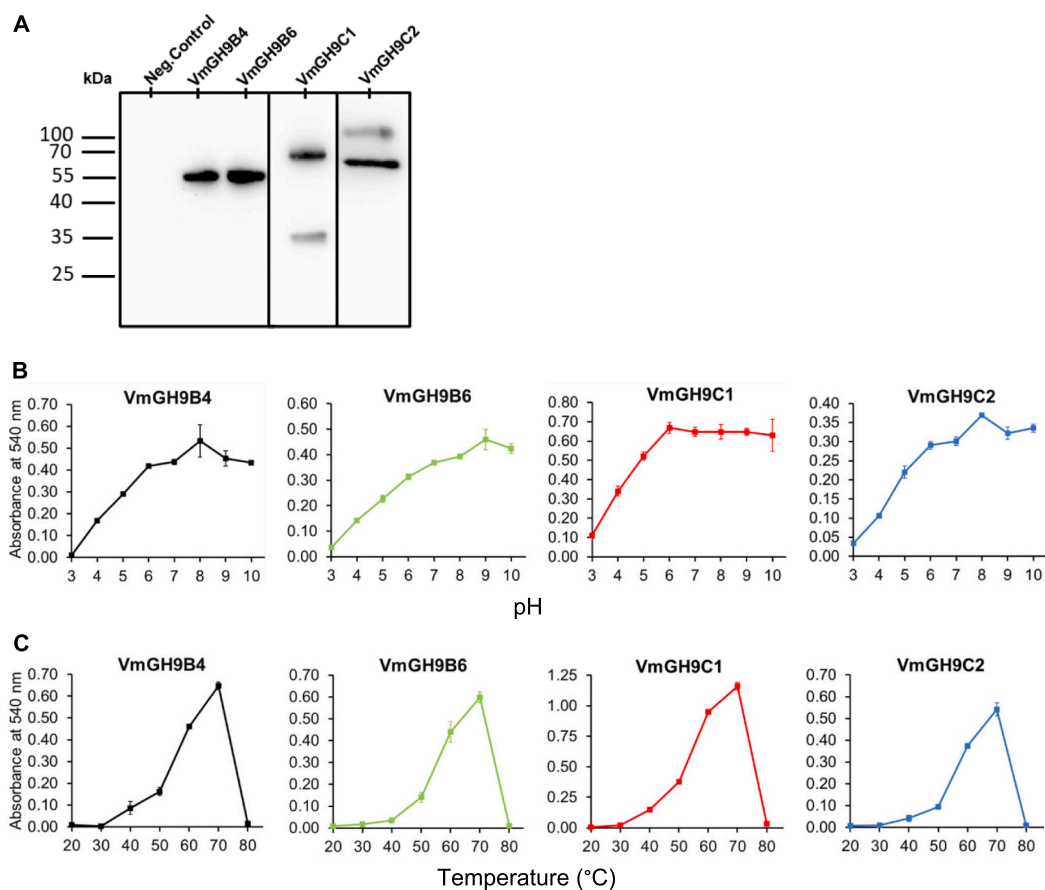 A
kDa
Neg.Control
VmGH9B4
VmGH9B6
VmGH9C1
VmGH9C2
100
70
55
40
35
25
B
VmGH9B4
VmGH9B6
VmGH9C1
VmGH9C2
Absorbance at 540 nm
0.70
0.60
0.50
0.40
0.30
0.20
0.10
0.00
3 4 5 6 7 8 9 10
0.60
0.50
0.40
0.30
0.20
0.10
0.00
3 4 5 6 7 8 9 10
0.80
0.70
0.60
0.50
0.40
0.30
0.20
0.10
0.00
3 4 5 6 7 8 9 10
0.40
0.35
0.30
0.25
0.20
0.15
0.10
0.05
0.00
3 4 5 6 7 8 9 10
pH
C
VmGH9B4
VmGH9B6
VmGH9C1
VmGH9C2
Absorbance at 540 nm
0.70
0.60
0.50
0.40
0.30
0.20
0.10
0.00
20 30 40 50 60 70 80
0.70
0.60
0.50
0.40
0.30
0.20
0.10
0.00
20 30 40 50 60 70 80
1.25
1.00
0.75
0.50
0.25
0.00
20 30 40 50 60 70 80
0.70
0.60
0.50
0.40
0.30
0.20
0.10
0.00
20 30 40 50 60 70 80
Temperature (°C)